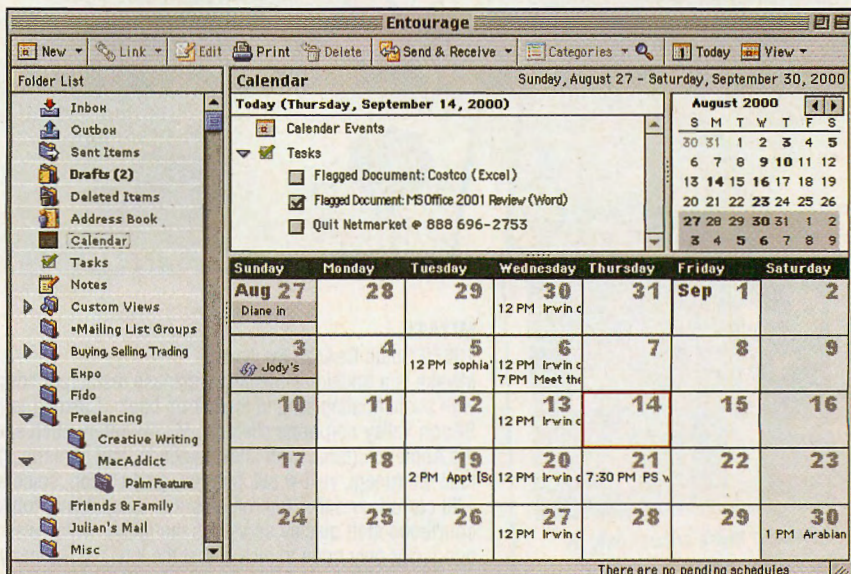 Entourage
New Link Edit Print Delete Send & Receive Categories Today View
Folder List
Inbox
Outbox
Sent Items
Drafts (2)
Deleted Items
Address Book
Calendar
Tasks
Notes
Custom Views
•Mailing List Groups
Buying, Selling, Trading
Expo
Fido
Freelancing
Creative Writing
MacAddict
Palm Feature
Friends & Family
Julian's Mail
Misc
Calendar Sunday, August 27 - Saturday, September 30, 2000
Today (Thursday, September 14, 2000)
Calendar Events
Tasks
Flagged Document: Costco (Excel)
Flagged Document: MS Office 2001 Review (Word)
Quit Netmarket @ 888 696-2753
August 2000
S M T W T F S
30 31 1 2 3 4 5
6 7 8 9 10 11 12
13 14 15 16 17 18 19
20 21 22 23 24 25 26
27 28 29 30 31 1 2
3 4 5 6 7 8 9
Sunday Monday Tuesday Wednesday Thursday Friday Saturday
Aug 27 28 29 30 31 Sep 1 2
Diane in 12 PM Irwin c
3 4 5 6 7 8 9
Jody's 12 PM sophia' 12 PM Irwin c
7 PM Meet the
10 11 12 13 14 15 16
12 PM Irwin c
17 18 19 20 21 22 23
2 PM Appt [Sc 12 PM Irwin c 7:30 PM PS w
24 25 26 27 28 29 30
12 PM Irwin c 1 PM Arabian
There are no pending schedules